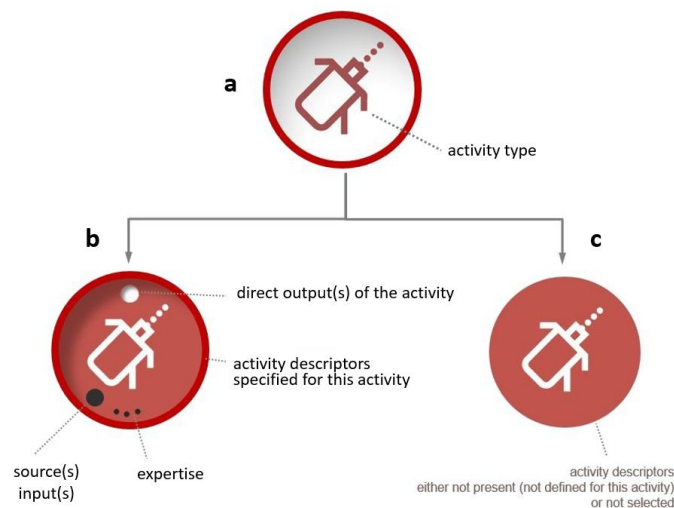 a
activity type
b
c
direct output(s) of the activity
activity descriptors
specified for this activity
source(s)
input(s)
expertise
activity descriptors
either not present (not defined for this activity)
or not selected